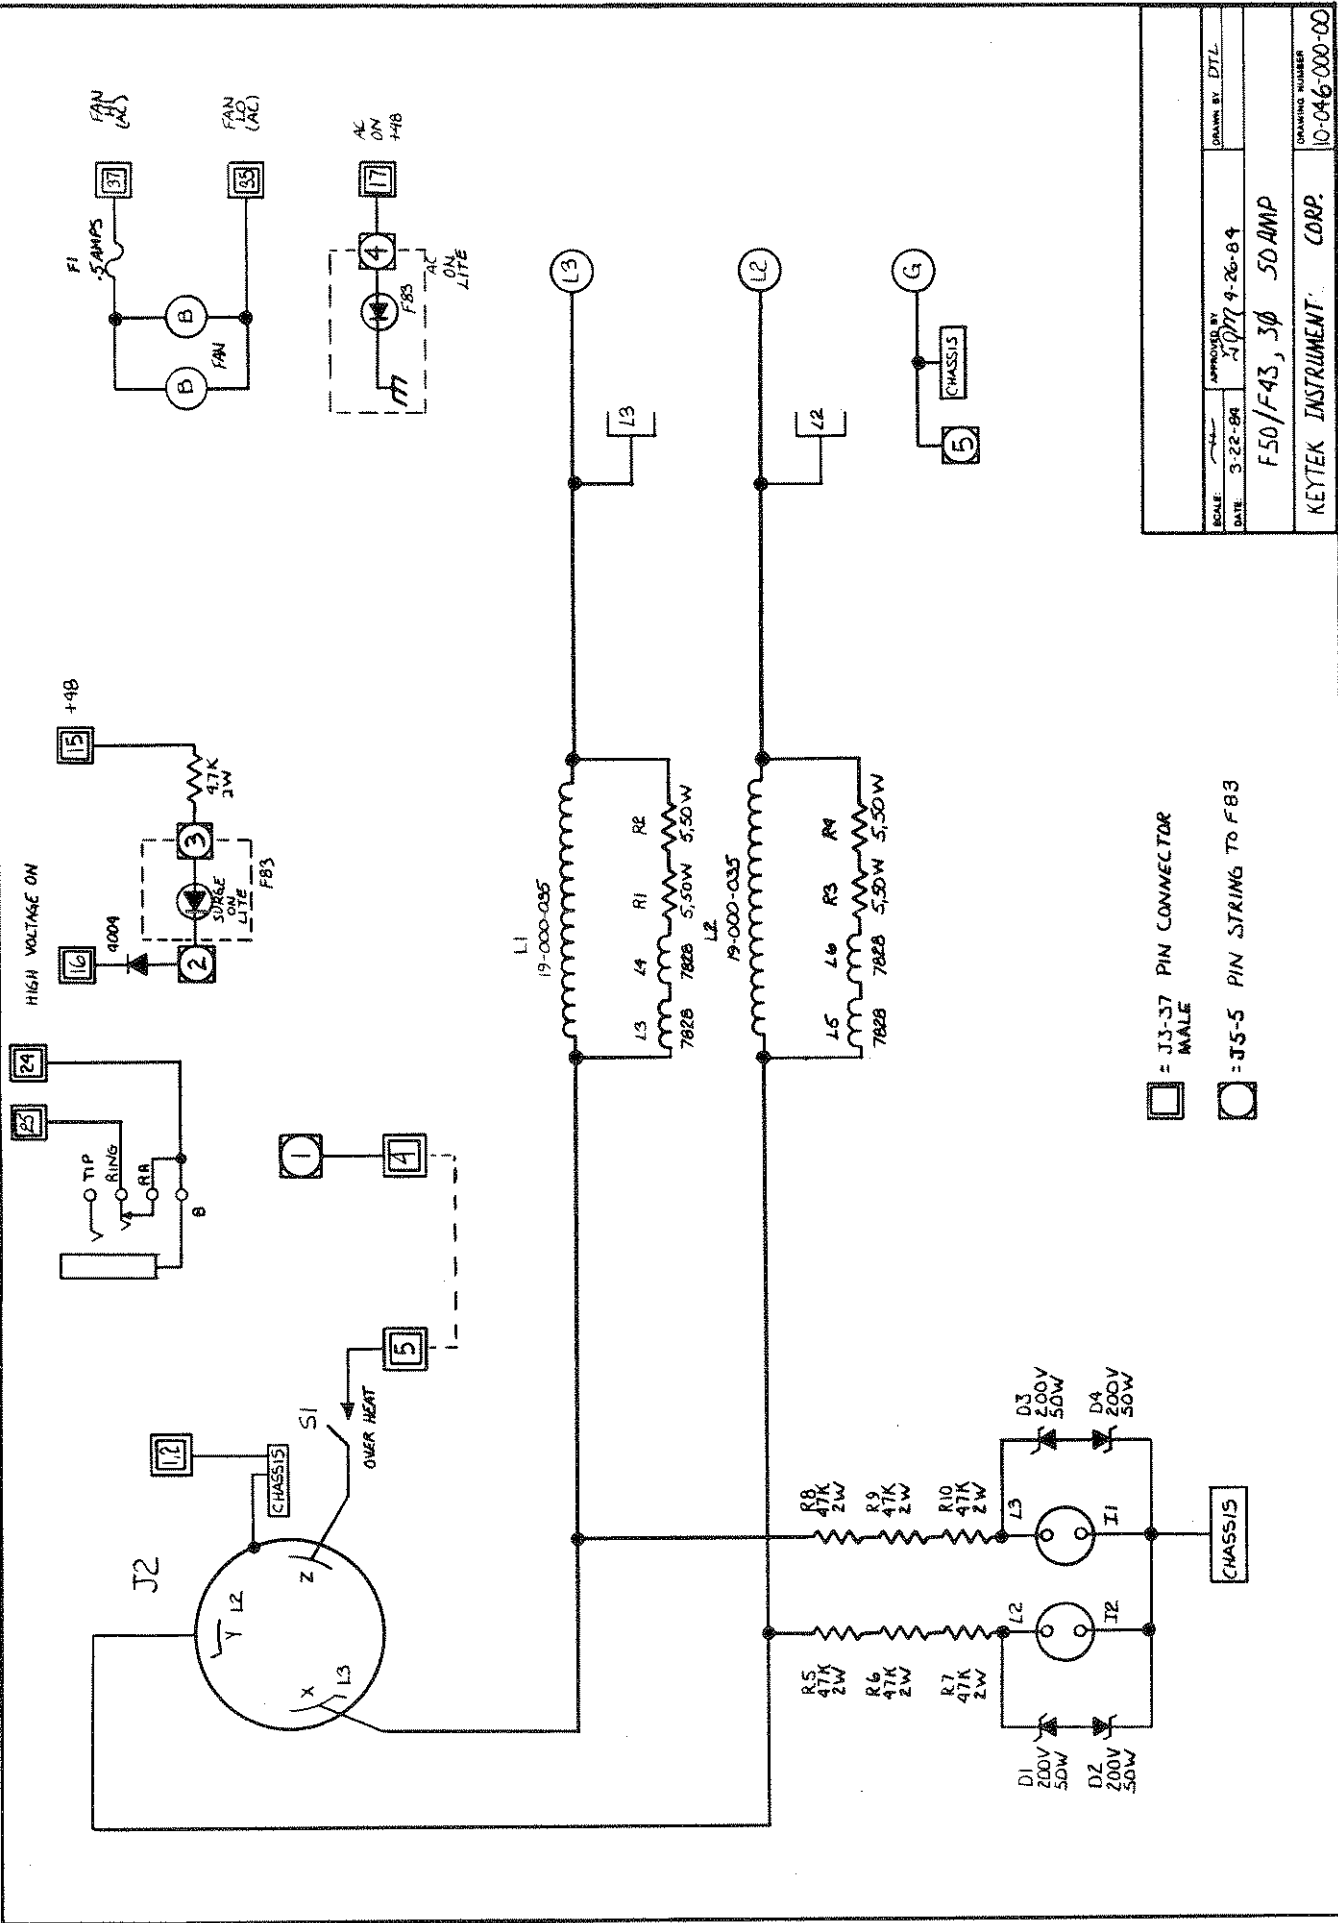 J2
L2
Y
X
L3
Z
1,2
CHASSIS
S1
OVER HEAT
5
4
1
25
24
TIP
RING
RR
B
HIGH VOLTAGE ON
16
4004
2
SURGE
ON
LITE
3
F83
4.7K
2W
15
+48
F1
.5 AMPS
37
FAN
HI
(AC)
B
B
FAN
35
FAN
LO
(AC)
F83
4
AC
ON
LITE
17
AC
ON
+48
L1
19-000-035
L3
7828
L4
7828
R1
5,50W
R2
5,50W
L3
L3
L2
19-000-035
L5
7828
L6
7828
R3
5,50W
R4
5,50W
L2
L2
5
CHASSIS
G
R5
47K
2W
R6
47K
2W
R7
47K
2W
R8
47K
2W
R9
47K
2W
R10
47K
2W
D1
200V
50W
D2
200V
50W
L2
I2
L3
I1
D3
200V
50W
D4
200V
50W
CHASSIS
= J3-37 PIN CONNECTOR
MALE
= J5-5 PIN STRING TO F83
SCALE:
APPROVED BY
DRAWN BY DTL
DATE: 3-22-84
4-26-84
F50/F43, 3Ø 50 AMP
KEYTEK INSTRUMENT CORP.
DRAWING NUMBER
10-046-000-00